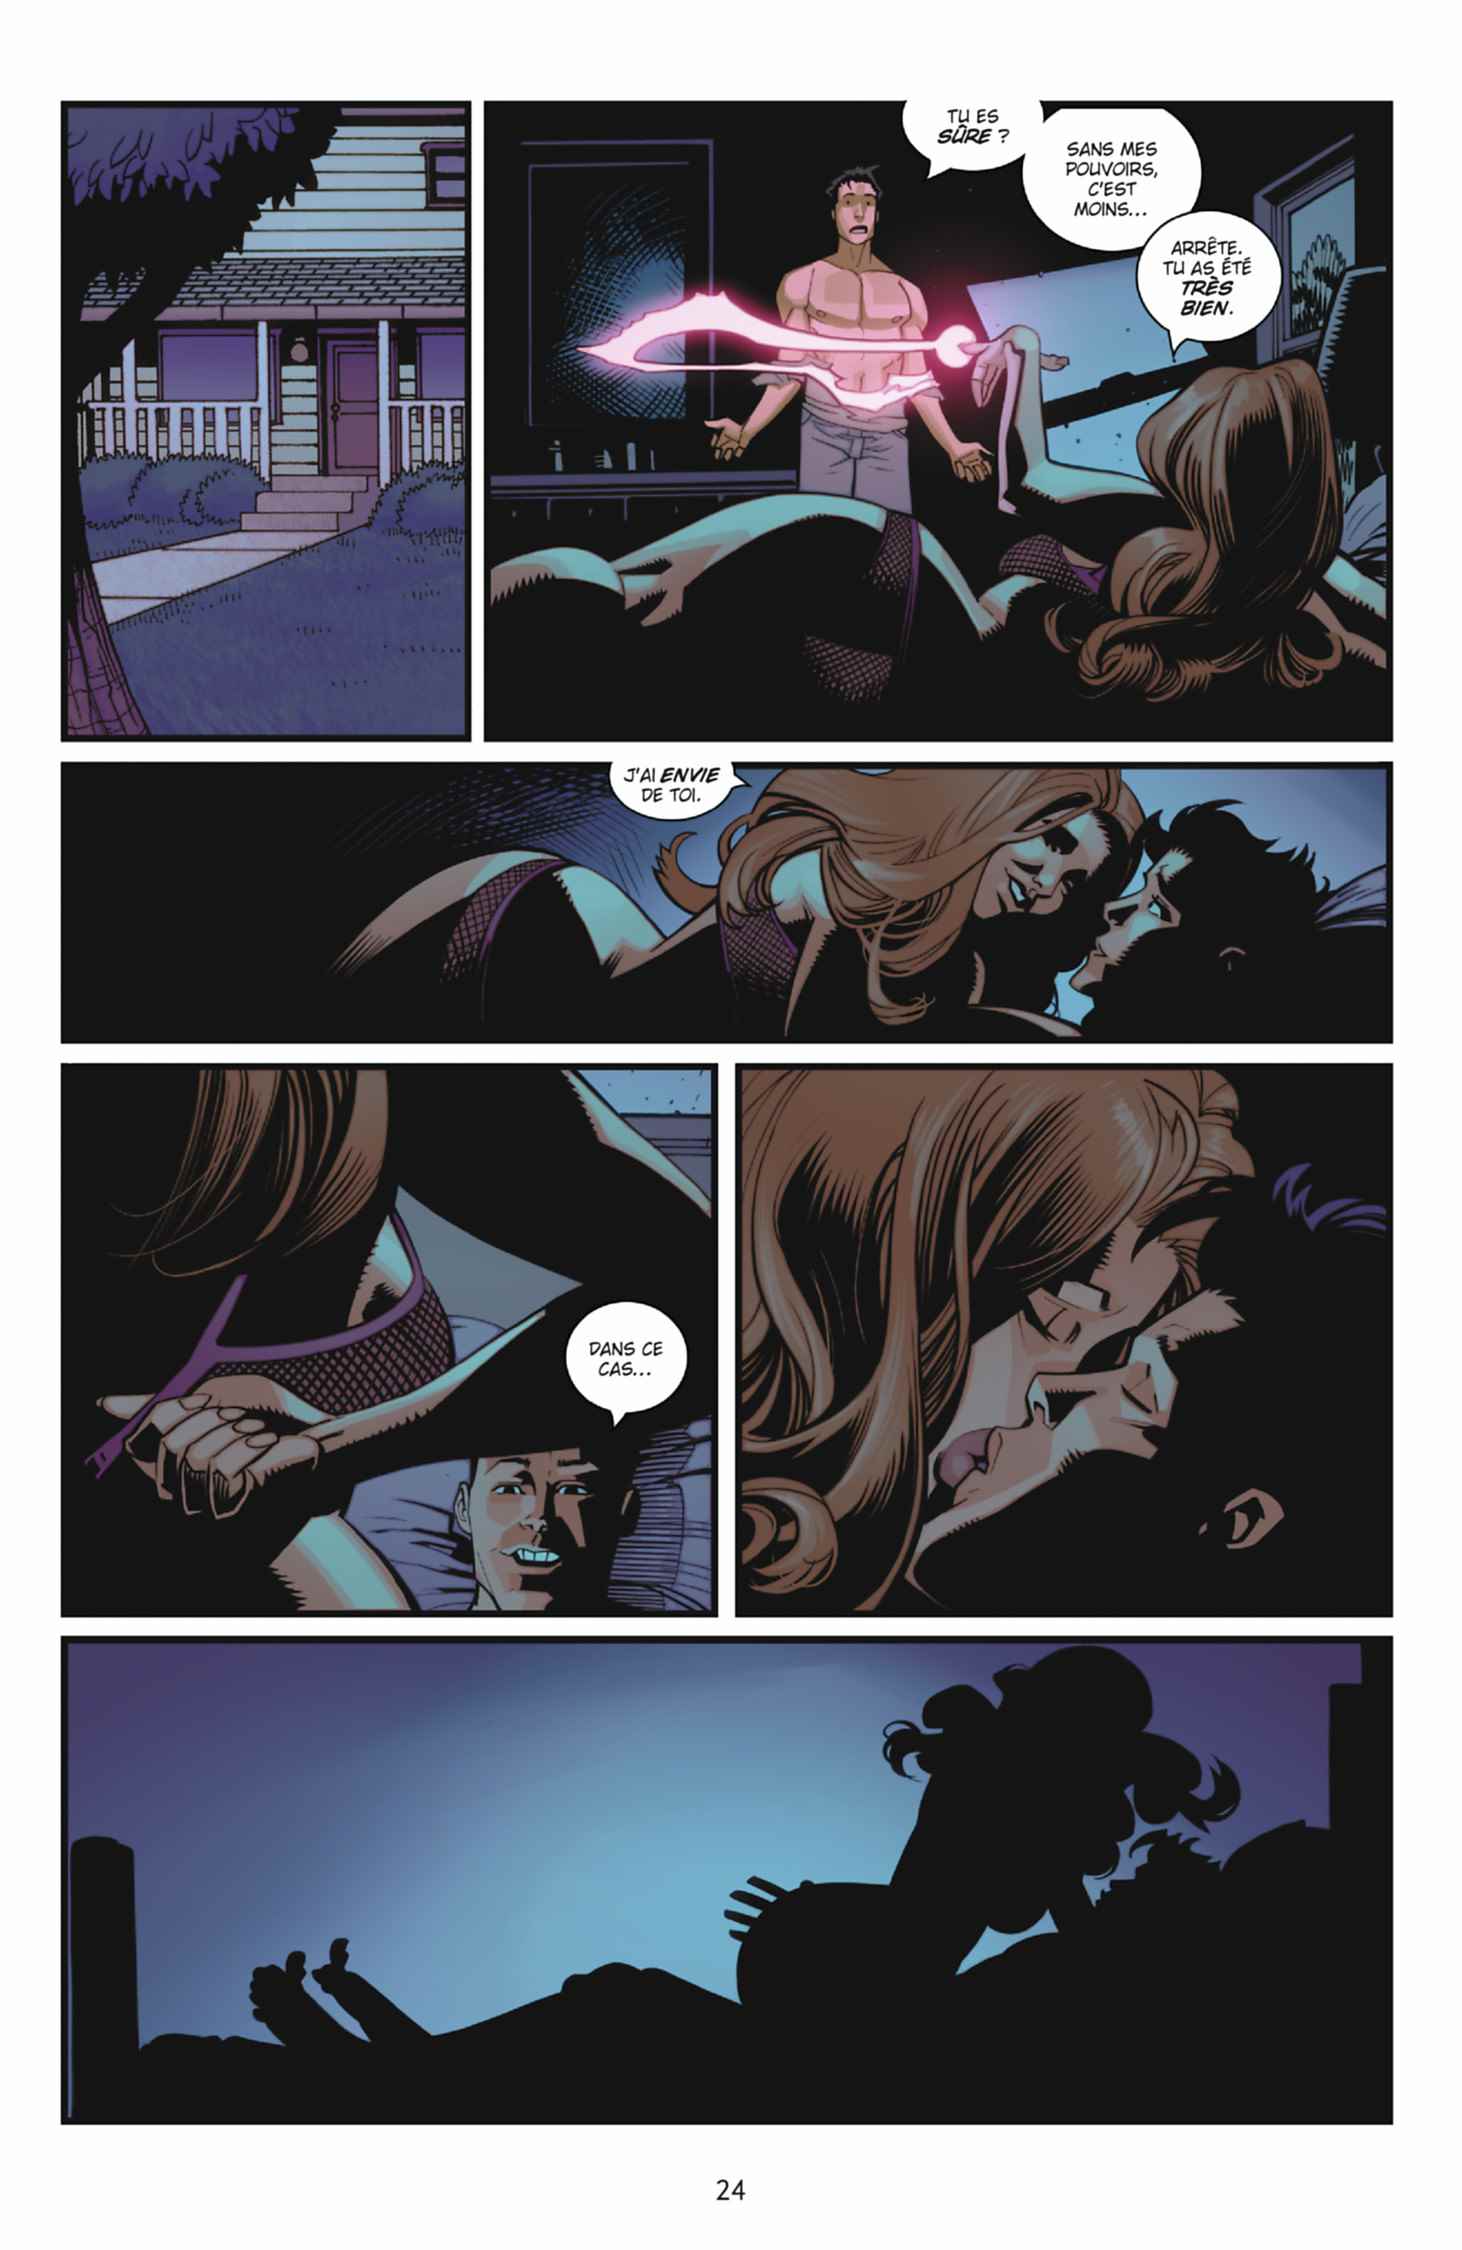 TU ES
SÛRE ?
SANS MES
POUVOIRS,
C'EST
MOINS...
ARRÊTE.
TU AS ÉTÉ
TRÈS
BIEN.
J'AI ENVIE
DE TOI.
DANS CE
CAS...
24